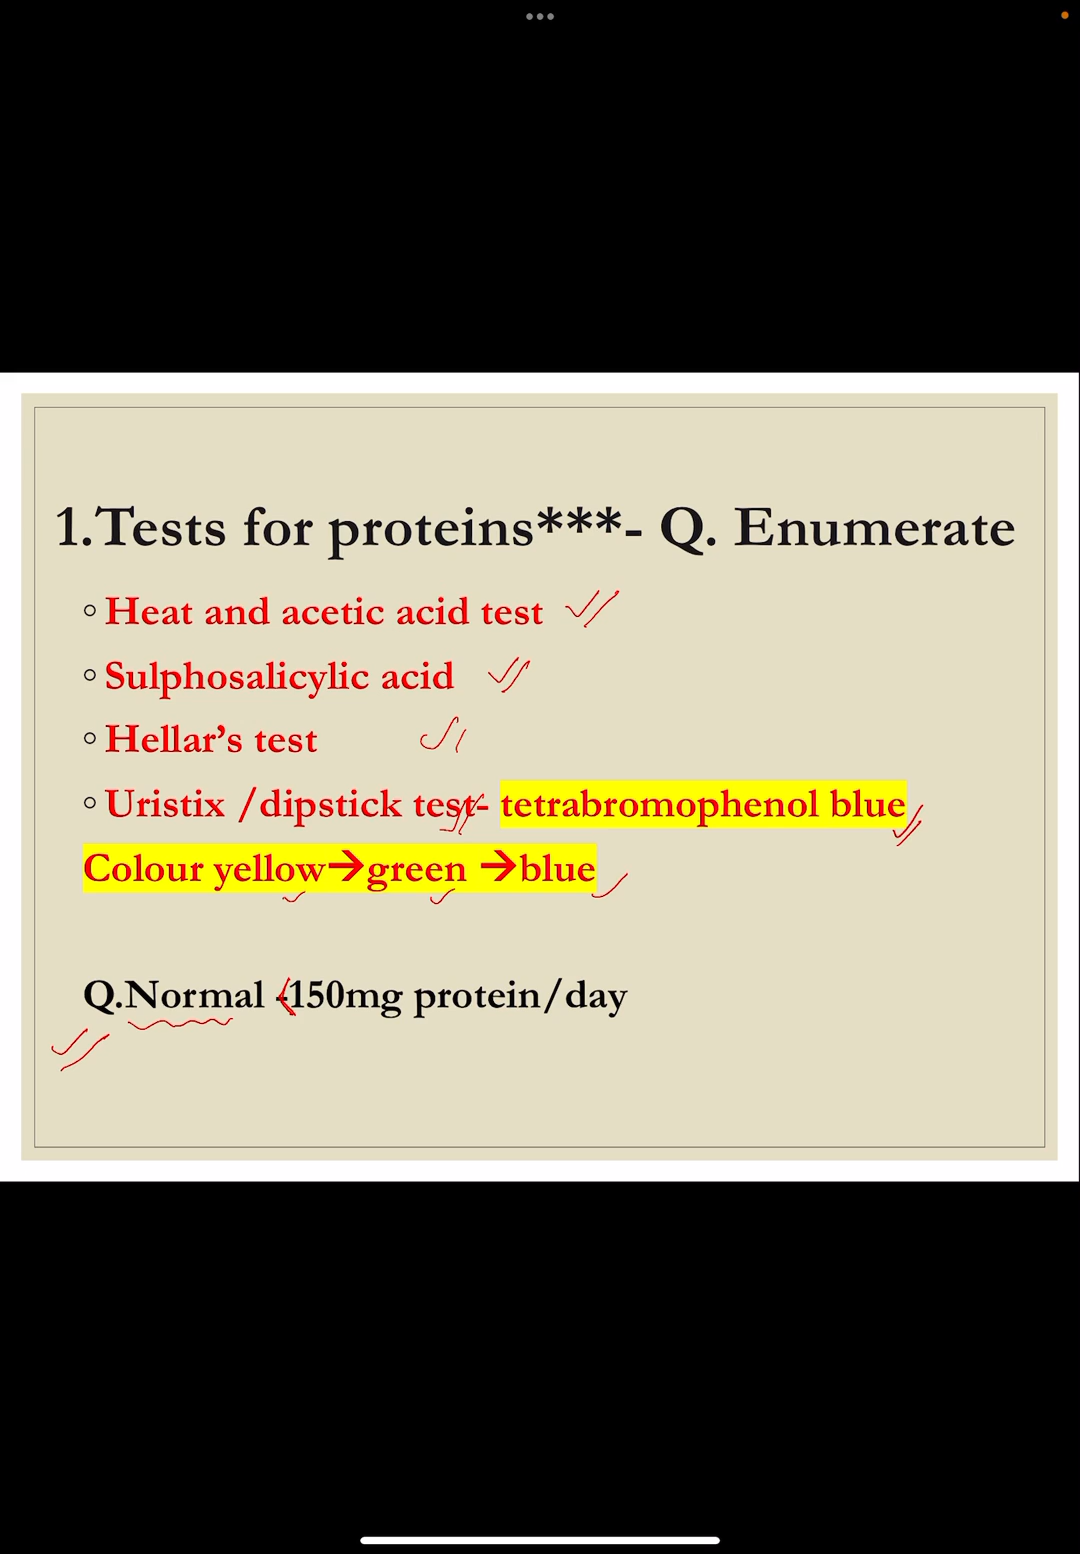 1.Tests for proteins***- Q. Enumerate
◦ Heat and acetic acid test
◦ Sulphosalicylic acid
◦ Hellar’s test
◦ Uristix /dipstick test- tetrabromophenol blue
Colour yellow→green →blue
Q.Normal <150mg protein/day